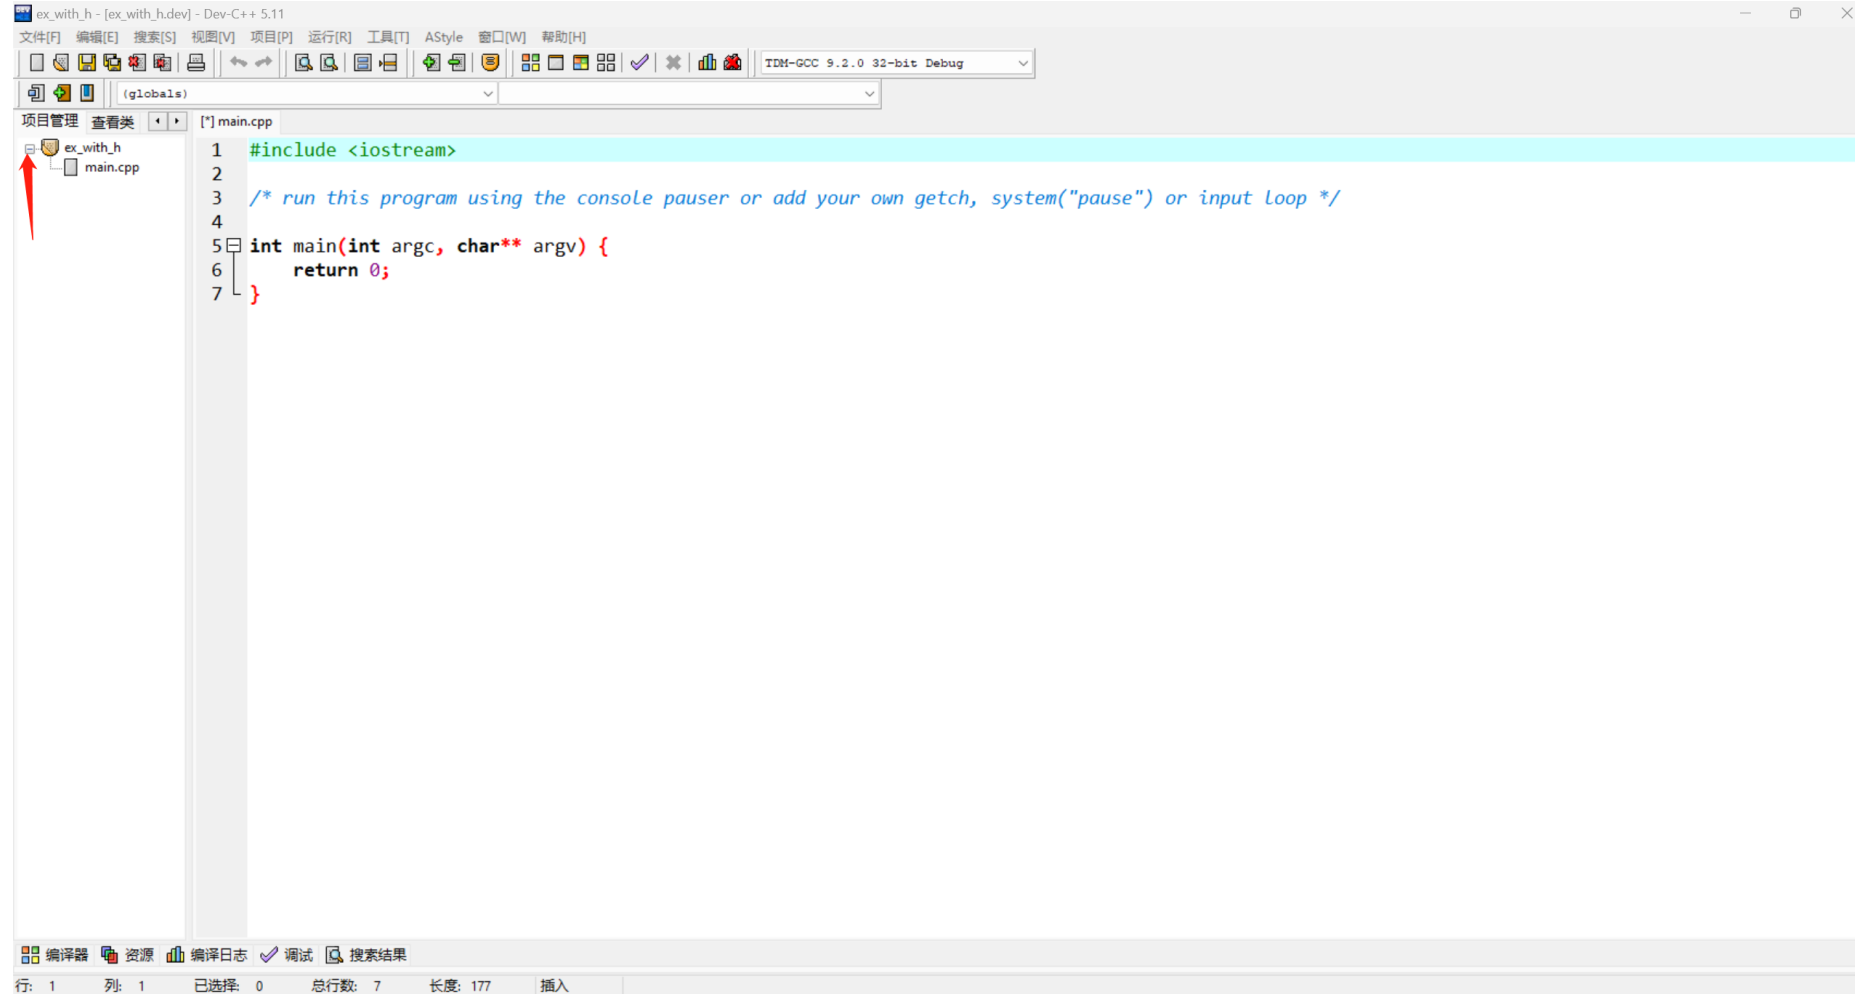 ex_with_h - [ex_with_h.dev] - Dev-C++ 5.11
文件[F] 编辑[E] 搜索[S] 视图[V] 项目[P] 运行[R] 工具[T] AStyle 窗口[W] 帮助[H]
TDM-GCC 9.2.0 32-bit Debug
(globals)
项目管理 查看类 [*] main.cpp
ex_with_h
main.cpp
1 #include <iostream>
2
3 /* run this program using the console pauser or add your own getch, system("pause") or input loop */
4
5 int main(int argc, char** argv) {
6 return 0;
7 }
编译器 资源 编译日志 调试 搜索结果
行: 1 列: 1 已选择: 0 总行数: 7 长度: 177 插入